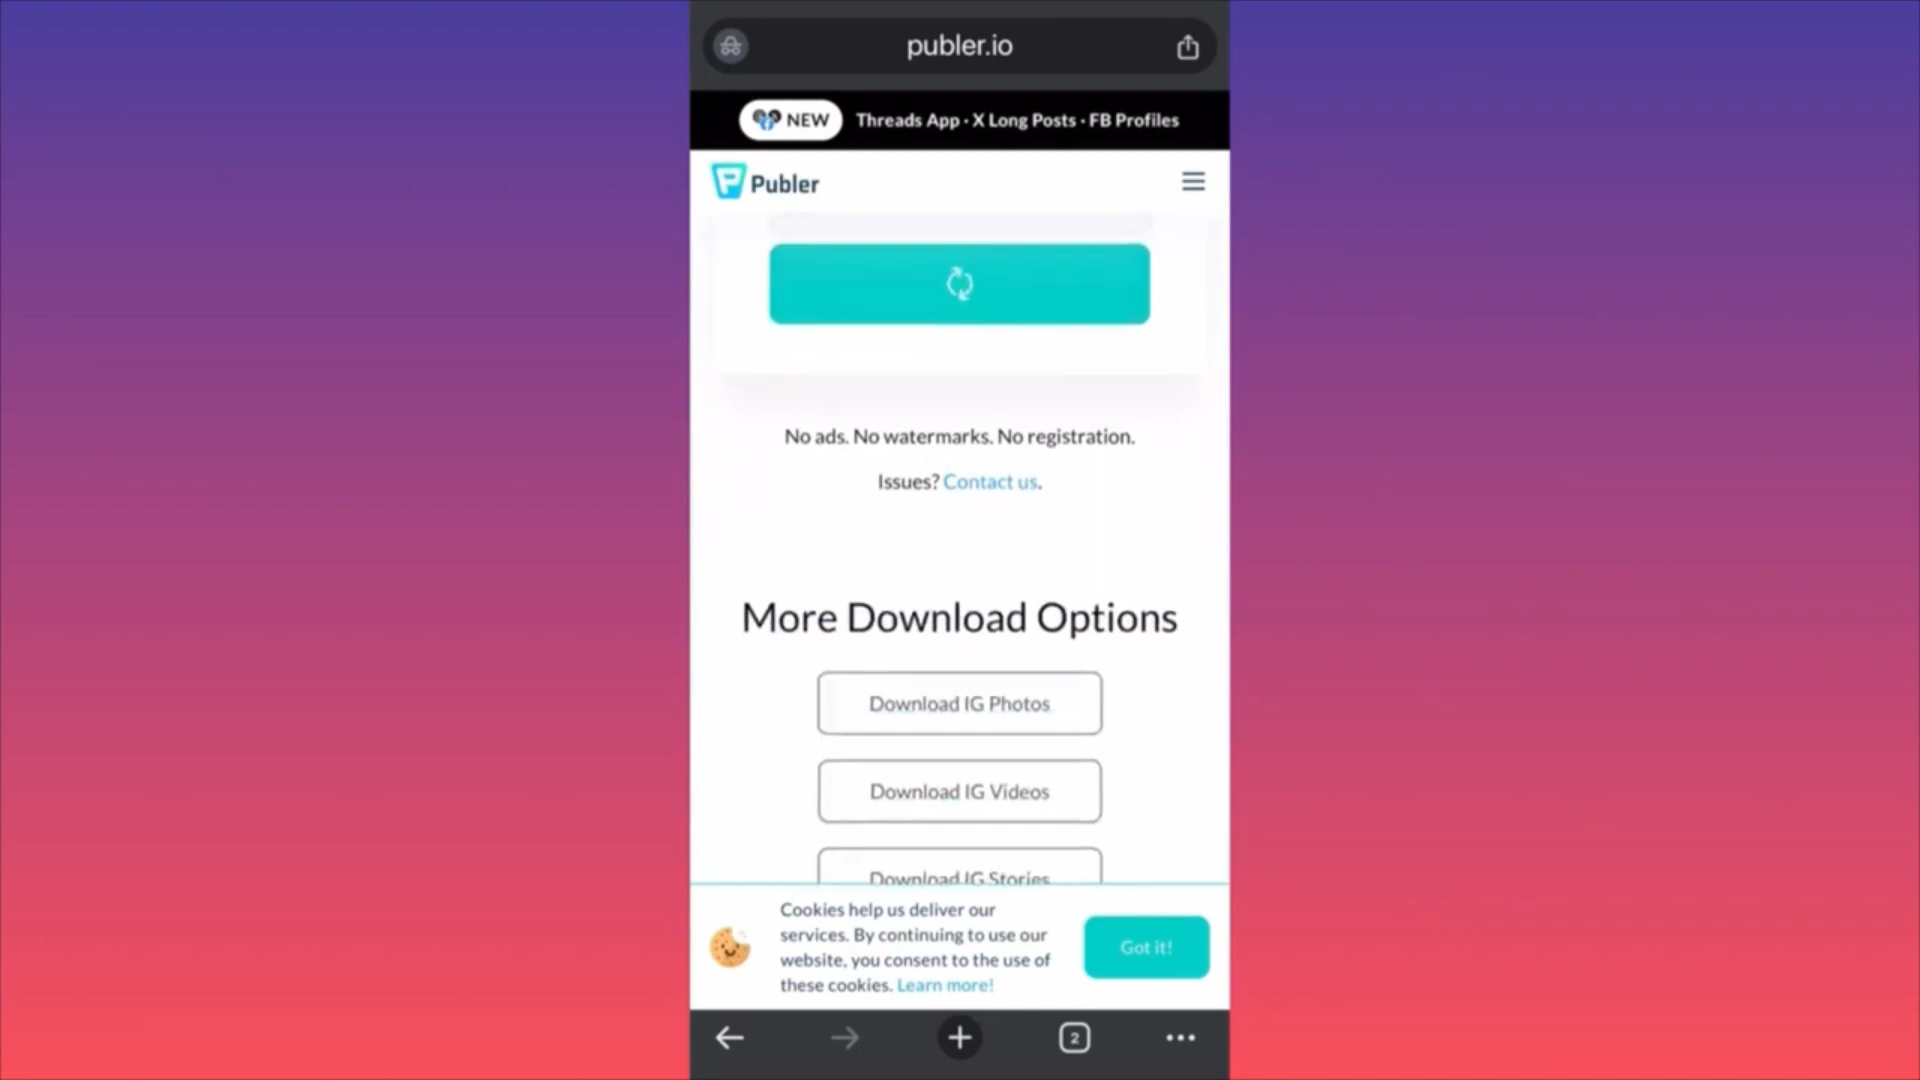 publer.io
NEW Threads App · X Long Posts · FB Profiles
Publer
No ads. No watermarks. No registration.
Issues? Contact us.
More Download Options
Download IG Photos
Download IG Videos
Download IG Stories
Cookies help us deliver our
services. By continuing to use our
website, you consent to the use of
these cookies. Learn more!
Got it!
2